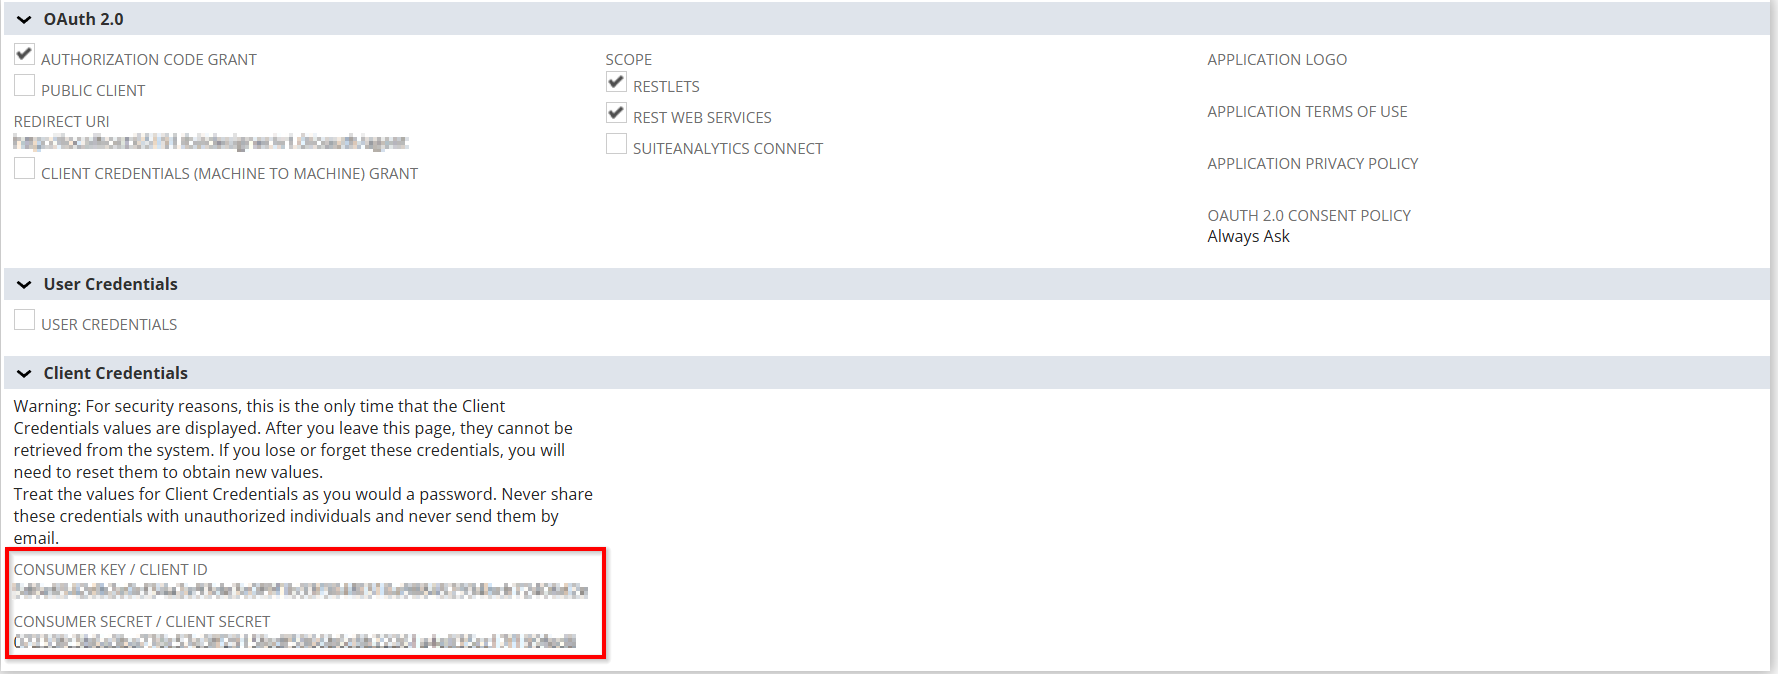 OAuth 2.0
AUTHORIZATION CODE GRANT
PUBLIC CLIENT
REDIRECT URI
CLIENT CREDENTIALS (MACHINE TO MACHINE) GRANT
SCOPE
RESTLETS
REST WEB SERVICES
SUITEANALYTICS CONNECT
APPLICATION LOGO
APPLICATION TERMS OF USE
APPLICATION PRIVACY POLICY
OAUTH 2.0 CONSENT POLICY
Always Ask
User Credentials
USER CREDENTIALS
Client Credentials
Warning: For security reasons, this is the only time that the Client
Credentials values are displayed. After you leave this page, they cannot be
retrieved from the system. If you lose or forget these credentials, you will
need to reset them to obtain new values.
Treat the values for Client Credentials as you would a password. Never share
these credentials with unauthorized individuals and never send them by
email.
CONSUMER KEY / CLIENT ID
CONSUMER SECRET / CLIENT SECRET